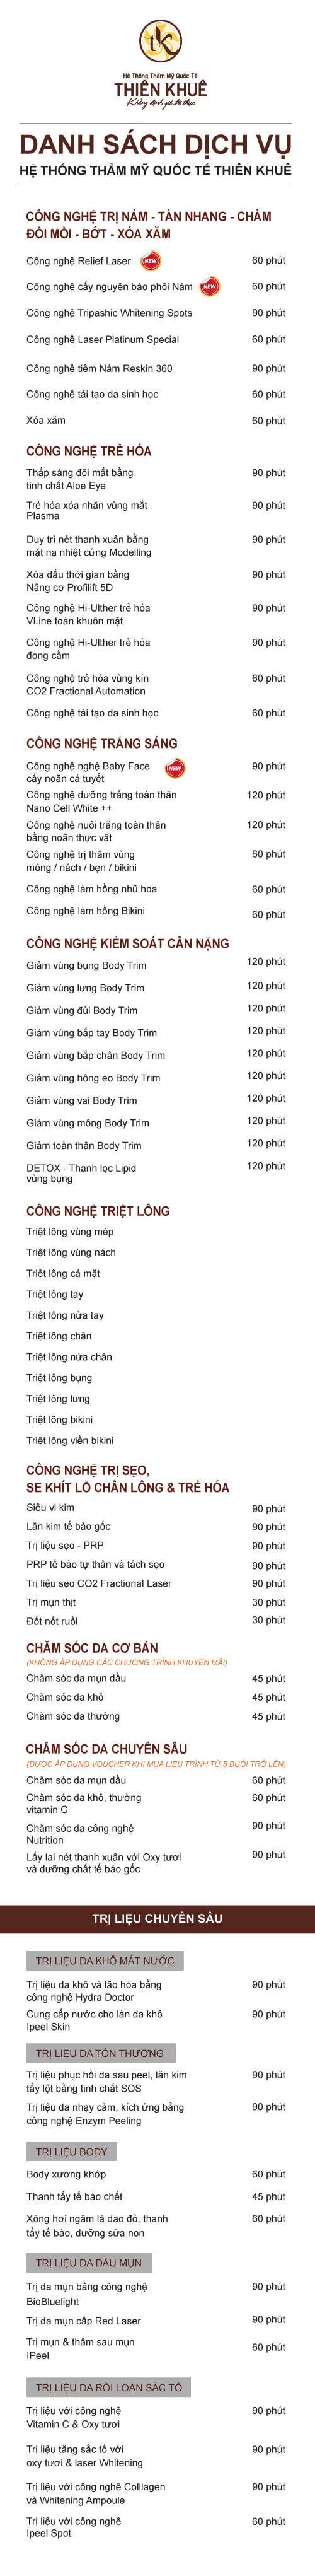 tk
Hệ Thống Thẩm Mỹ Quốc Tế
THIÊN KHUÊ
Khẳng định giá trị thực
DANH SÁCH DỊCH VỤ
HỆ THỐNG THẨM MỸ QUỐC TẾ THIÊN KHUÊ
CÔNG NGHỆ TRỊ NÁM - TÀN NHANG - CHÀM
ĐỒI MỒI - BỚT - XÓA XĂM
Công nghệ Relief Laser NEW 60 phút
Công nghệ cấy nguyên bào phôi Nám NEW 60 phút
Công nghệ Tripashic Whitening Spots 90 phút
Công nghệ Laser Platinum Special 60 phút
Công nghệ tiêm Nám Reskin 360 90 phút
Công nghệ tái tạo da sinh học 60 phút
Xóa xăm 60 phút
CÔNG NGHỆ TRẺ HÓA
Thắp sáng đôi mắt bằng 90 phút
tinh chất Aloe Eye
Trẻ hóa xóa nhăn vùng mắt 90 phút
Plasma
Duy trì nét thanh xuân bằng 90 phút
mặt nạ nhiệt cứng Modelling
Xóa dấu thời gian bằng 90 phút
Nâng cơ Profilift 5D
Công nghệ Hi-Ulther trẻ hóa 90 phút
VLine toàn khuôn mặt
Công nghệ Hi-Ulther trẻ hóa 90 phút
đọng cằm
Công nghệ trẻ hóa vùng kín 60 phút
CO2 Fractional Automation
Công nghệ tái tạo da sinh học 60 phút
CÔNG NGHỆ TRẮNG SÁNG
Công nghệ nghệ Baby Face NEW 90 phút
cấy noãn cá tuyết
Công nghệ dưỡng trắng toàn thân 120 phút
Nano Cell White ++
Công nghệ nuôi trắng toàn thân 120 phút
bằng noãn thực vật
Công nghệ trị thâm vùng 60 phút
mông / nách / bẹn / bikini
Công nghệ làm hồng nhũ hoa 60 phút
Công nghệ làm hồng Bikini 60 phút
CÔNG NGHỆ KIỂM SOÁT CÂN NẶNG
Giảm vùng bụng Body Trim 120 phút
Giảm vùng lưng Body Trim 120 phút
Giảm vùng đùi Body Trim 120 phút
Giảm vùng bắp tay Body Trim 120 phút
Giảm vùng bắp chân Body Trim 120 phút
Giảm vùng hông eo Body Trim 120 phút
Giảm vùng vai Body Trim 120 phút
Giảm vùng mông Body Trim 120 phút
Giảm toàn thân Body Trim 120 phút
DETOX - Thanh lọc Lipid 120 phút
vùng bụng
CÔNG NGHỆ TRIỆT LÔNG
Triệt lông vùng mép
Triệt lông vùng nách
Triệt lông cả mặt
Triệt lông tay
Triệt lông nửa tay
Triệt lông chân
Triệt lông nửa chân
Triệt lông bụng
Triệt lông lưng
Triệt lông bikini
Triệt lông viền bikini
CÔNG NGHỆ TRỊ SẸO,
SE KHÍT LỖ CHÂN LÔNG & TRẺ HÓA
Siêu vi kim 90 phút
Lăn kim tế bào gốc 90 phút
Trị liệu sẹo - PRP 90 phút
PRP tế bào tự thân và tách sẹo 90 phút
Trị liệu sẹo CO2 Fractional Laser 90 phút
Trị mụn thịt 30 phút
Đốt nốt ruồi 30 phút
CHĂM SÓC DA CƠ BẢN
(KHÔNG ÁP DỤNG CÁC CHƯƠNG TRÌNH KHUYẾN MÃI)
Chăm sóc da mụn dầu 45 phút
Chăm sóc da khô 45 phút
Chăm sóc da thường 45 phút
CHĂM SÓC DA CHUYÊN SÂU
(ĐƯỢC ÁP DỤNG VOUCHER KHI MUA LIỆU TRÌNH TỪ 5 BUỔI TRỞ LÊN)
Chăm sóc da mụn dầu 60 phút
Chăm sóc da khô, thường 60 phút
vitamin C
Chăm sóc da công nghệ 90 phút
Nutrition
Lấy lại nét thanh xuân với Oxy tươi 90 phút
và dưỡng chất tế báo gốc
TRỊ LIỆU CHUYÊN SÂU
TRỊ LIỆU DA KHÔ MẤT NƯỚC
Trị liệu da khô và lão hóa bằng 90 phút
công nghệ Hydra Doctor
Cung cấp nước cho làn da khô 90 phút
Ipeel Skin
TRỊ LIỆU DA TỔN THƯƠNG
Trị liệu phục hồi da sau peel, lăn kim 90 phút
tẩy lột bằng tinh chất SOS
Trị liệu da nhạy cảm, kích ứng bằng 90 phút
công nghệ Enzym Peeling
TRỊ LIỆU BODY
Body xương khớp 60 phút
Thanh tẩy tế bào chết 45 phút
Xông hơi ngâm lá dao đỏ, thanh 60 phút
tẩy tế bào, dưỡng sữa non
TRỊ LIỆU DA DẦU MỤN
Trị da mụn bằng công nghệ 90 phút
BioBluelight
Trị da mụn cấp Red Laser 90 phút
Trị mụn & thâm sau mụn 60 phút
IPeel
TRỊ LIỆU DA RỐI LOẠN SẮC TỐ
Trị liệu với công nghệ 90 phút
Vitamin C & Oxy tươi
Trị liệu tăng sắc tố với 90 phút
oxy tươi & laser Whitening
Trị liệu với công nghệ Colllagen 90 phút
và Whitening Ampoule
Trị liệu với công nghệ 60 phút
Ipeel Spot